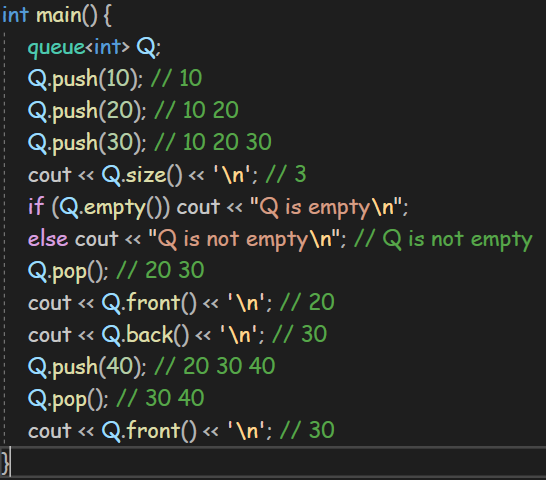 int main() {
queue<int> Q;
Q.push(10); // 10
Q.push(20); // 10 20
Q.push(30); // 10 20 30
cout << Q.size() << '\n'; // 3
if (Q.empty()) cout << "Q is empty\n";
else cout << "Q is not empty\n"; // Q is not empty
Q.pop(); // 20 30
cout << Q.front() << '\n'; // 20
cout << Q.back() << '\n'; // 30
Q.push(40); // 20 30 40
Q.pop(); // 30 40
cout << Q.front() << '\n'; // 30
}